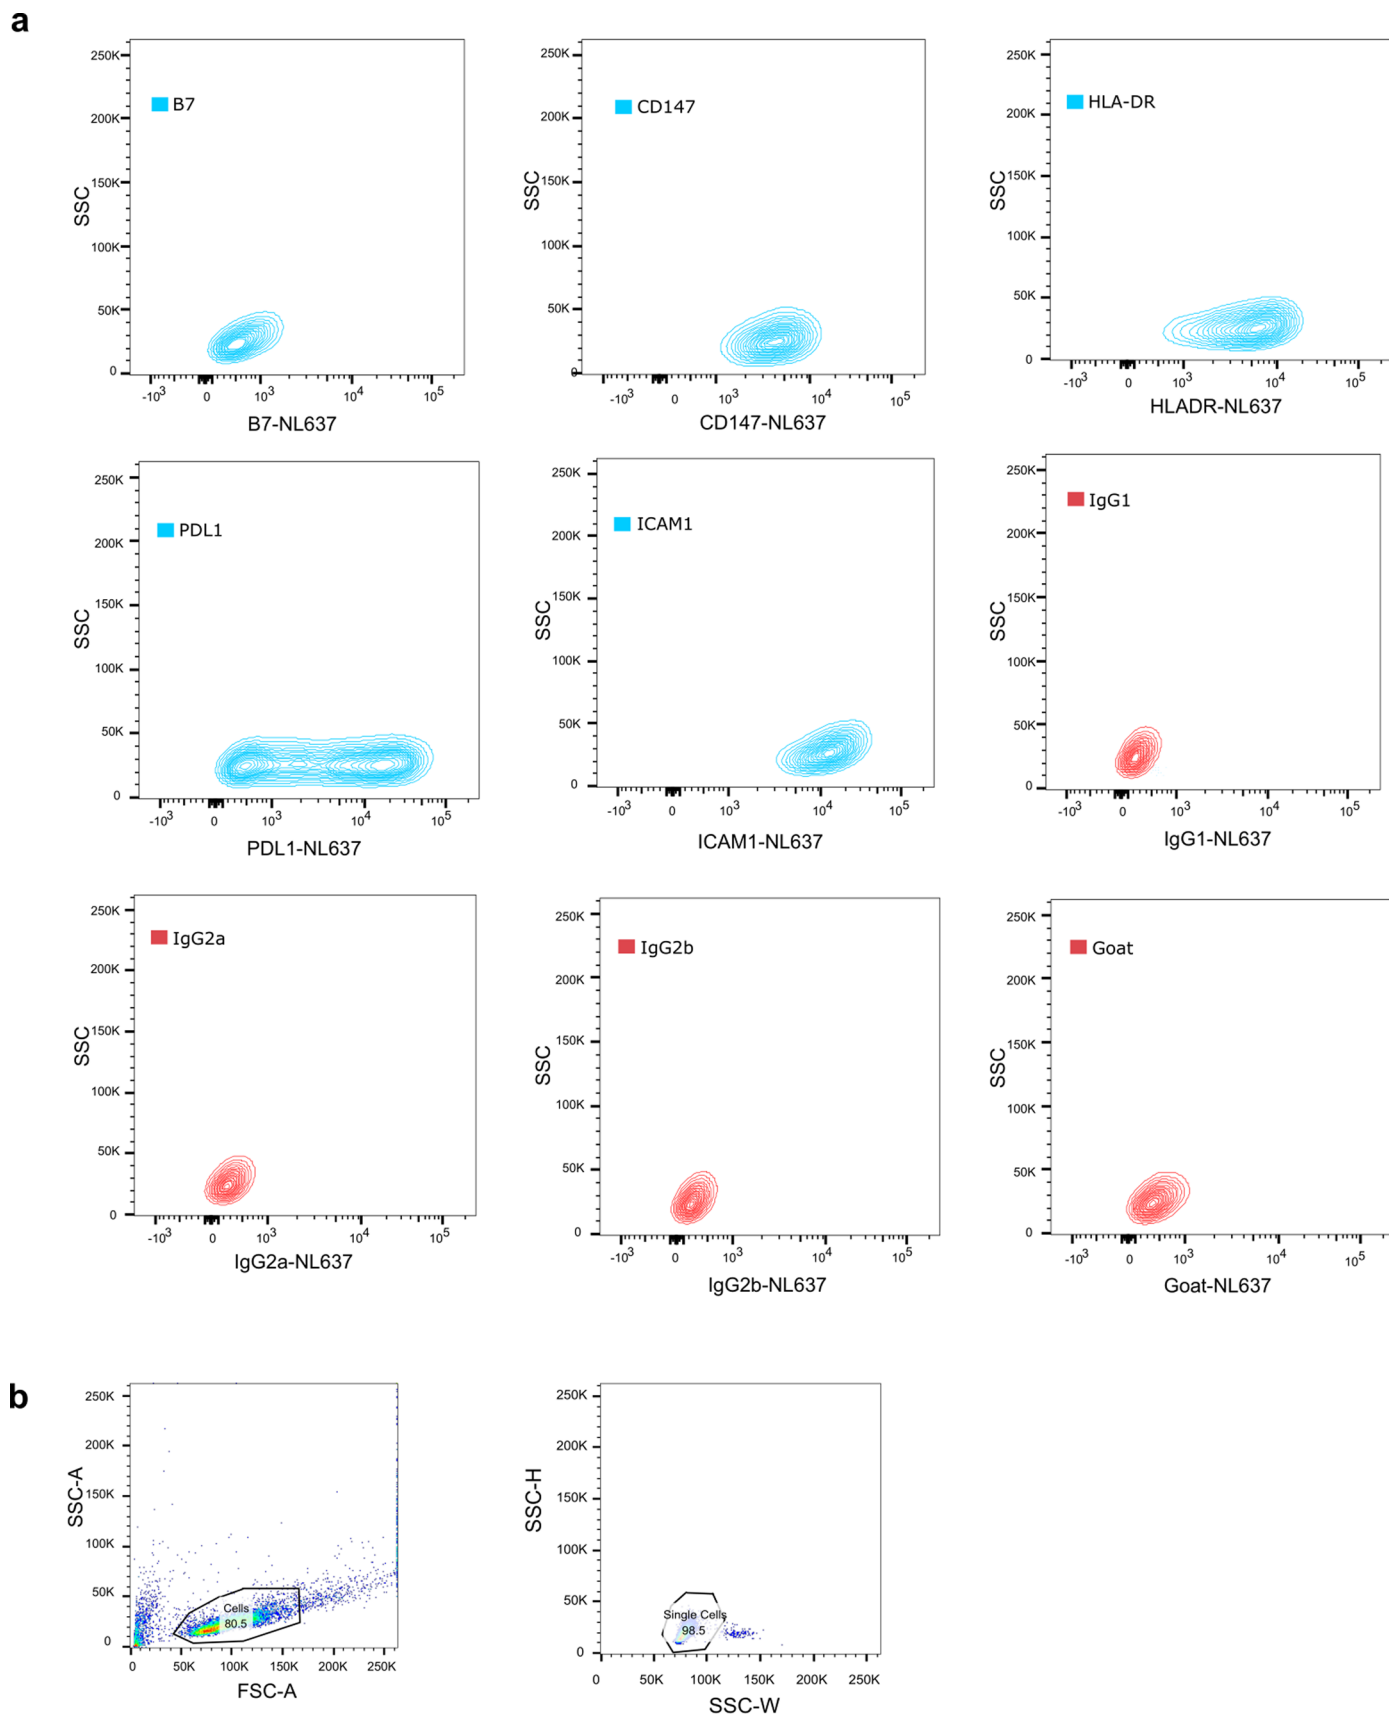 a
B7
250K
200K
150K
100K
50K
0
SSC
-10³ 0 10³ 10⁴ 10⁵
B7-NL637
CD147
250K
200K
150K
100K
50K
0
SSC
-10³ 0 10³ 10⁴ 10⁵
CD147-NL637
HLA-DR
250K
200K
150K
100K
50K
0
SSC
-10³ 0 10³ 10⁴ 10⁵
HLADR-NL637
PDL1
250K
200K
150K
100K
50K
0
SSC
-10³ 0 10³ 10⁴ 10⁵
PDL1-NL637
ICAM1
250K
200K
150K
100K
50K
0
SSC
-10³ 0 10³ 10⁴ 10⁵
ICAM1-NL637
IgG1
250K
200K
150K
100K
50K
0
SSC
-10³ 0 10³ 10⁴ 10⁵
IgG1-NL637
IgG2a
250K
200K
150K
100K
50K
0
SSC
-10³ 0 10³ 10⁴ 10⁵
IgG2a-NL637
IgG2b
250K
200K
150K
100K
50K
0
SSC
-10³ 0 10³ 10⁴ 10⁵
IgG2b-NL637
Goat
250K
200K
150K
100K
50K
0
SSC
-10³ 0 10³ 10⁴ 10⁵
Goat-NL637
b
250K
200K
150K
100K
50K
0
SSC-A
Cells
80.5
0 50K 100K 150K 200K 250K
FSC-A
250K
200K
150K
100K
50K
0
SSC-H
Single Cells
98.5
0 50K 100K 150K 200K 250K
SSC-W